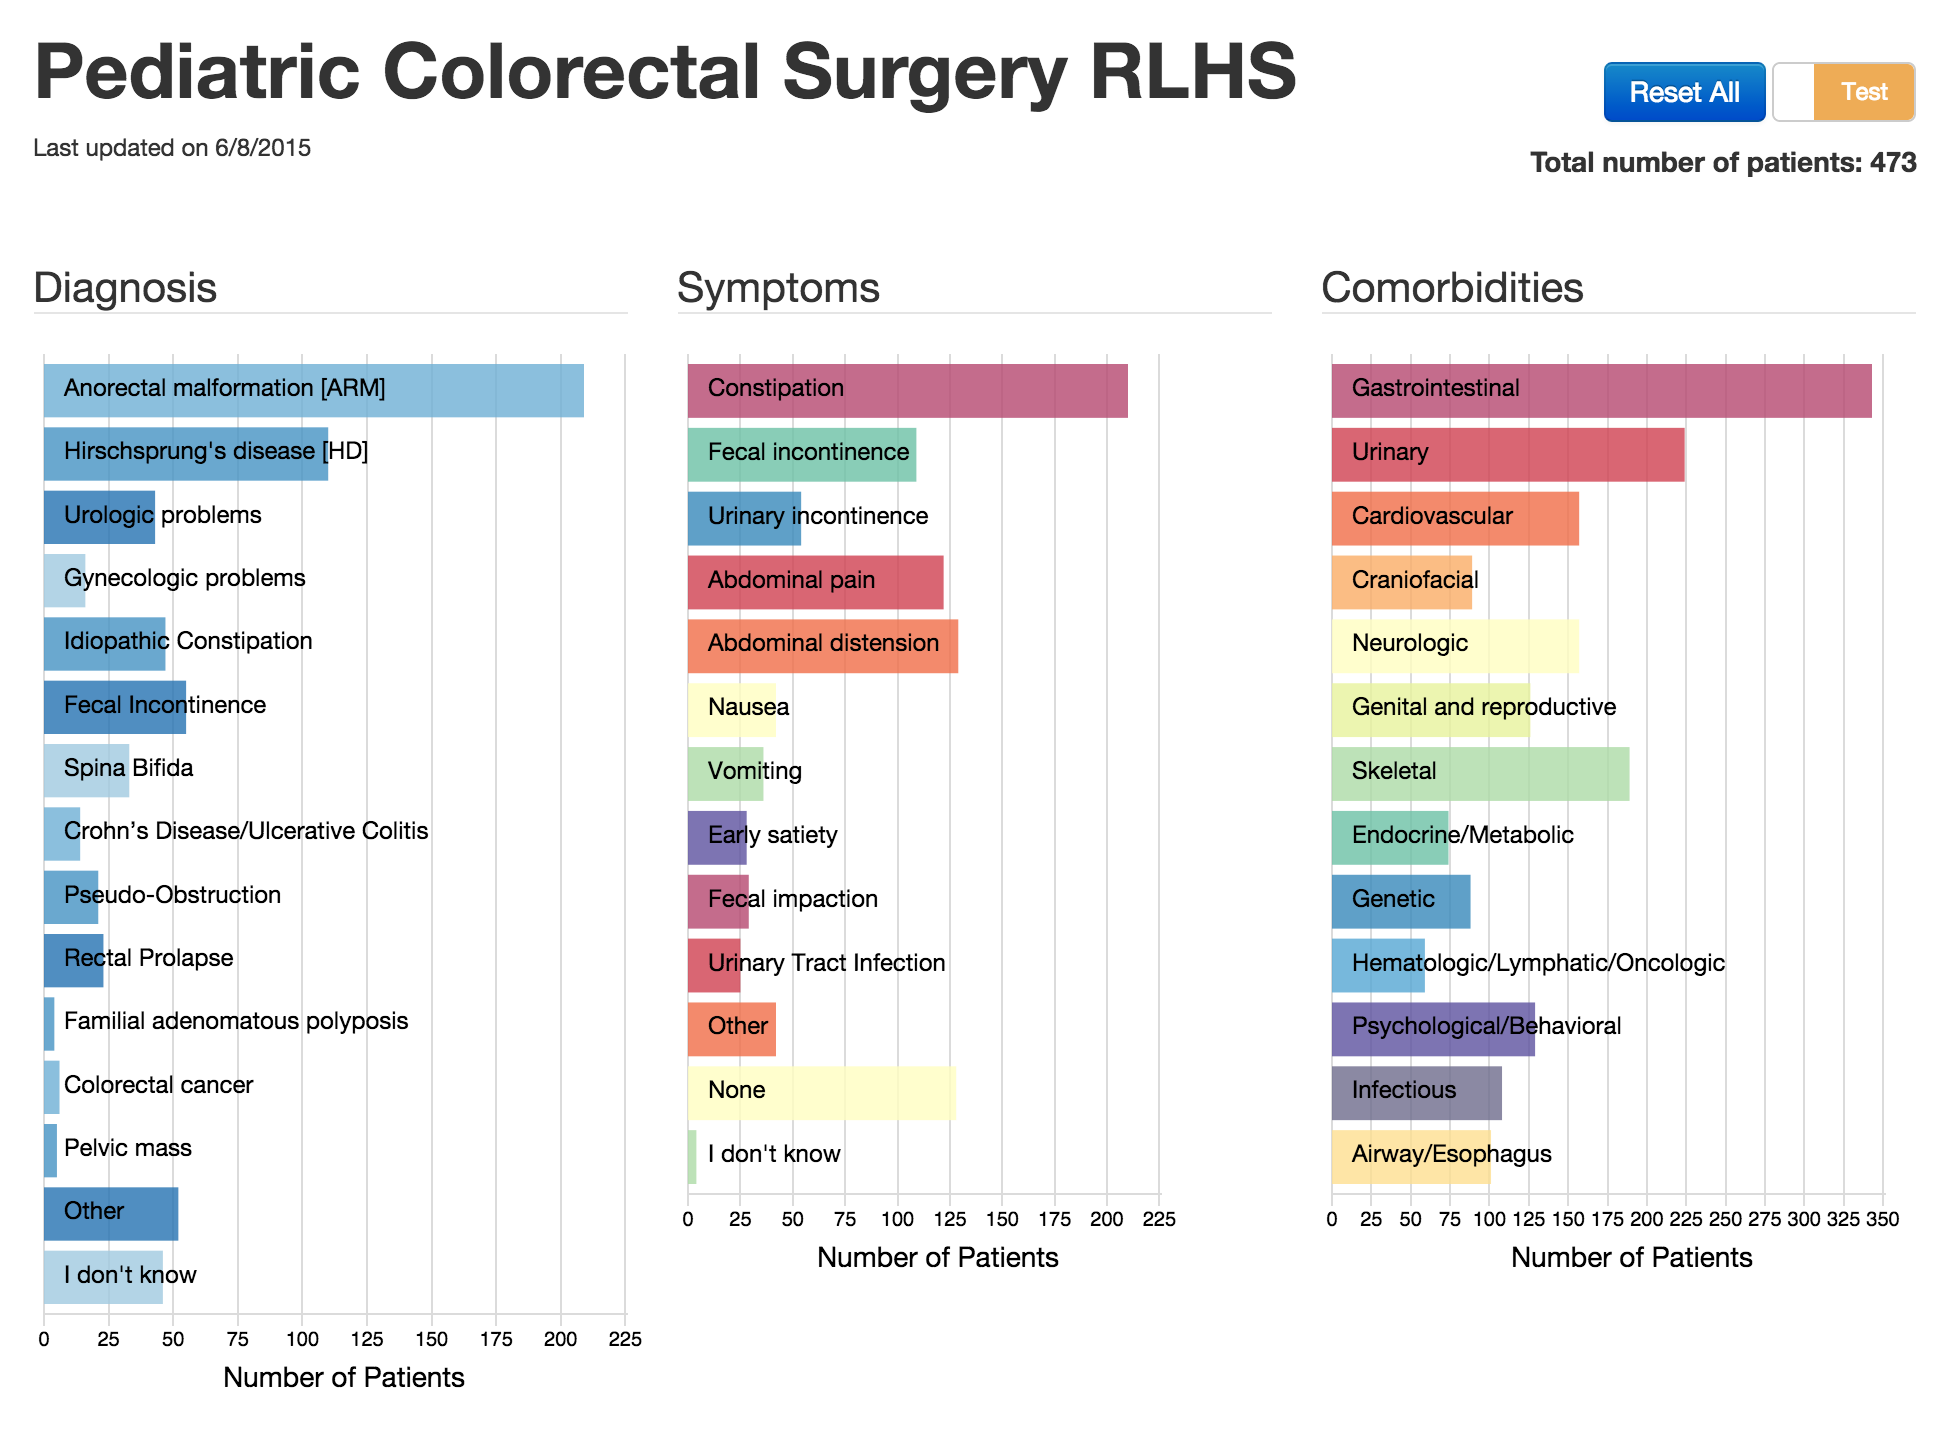 Pediatric Colorectal Surgery RLHS
Reset All
Test
Last updated on 6/8/2015
Total number of patients: 473
Diagnosis
Anorectal malformation [ARM]
Hirschsprung's disease [HD]
Urologic problems
Gynecologic problems
Idiopathic Constipation
Fecal Incontinence
Spina Bifida
Crohn’s Disease/Ulcerative Colitis
Pseudo-Obstruction
Rectal Prolapse
Familial adenomatous polyposis
Colorectal cancer
Pelvic mass
Other
I don't know
0 25 50 75 100 125 150 175 200 225
Number of Patients
Symptoms
Constipation
Fecal incontinence
Urinary incontinence
Abdominal pain
Abdominal distension
Nausea
Vomiting
Early satiety
Fecal impaction
Urinary Tract Infection
Other
None
I don't know
0 25 50 75 100 125 150 175 200 225
Number of Patients
Comorbidities
Gastrointestinal
Urinary
Cardiovascular
Craniofacial
Neurologic
Genital and reproductive
Skeletal
Endocrine/Metabolic
Genetic
Hematologic/Lymphatic/Oncologic
Psychological/Behavioral
Infectious
Airway/Esophagus
0 25 50 75 100 125 150 175 200 225 250 275 300 325 350
Number of Patients